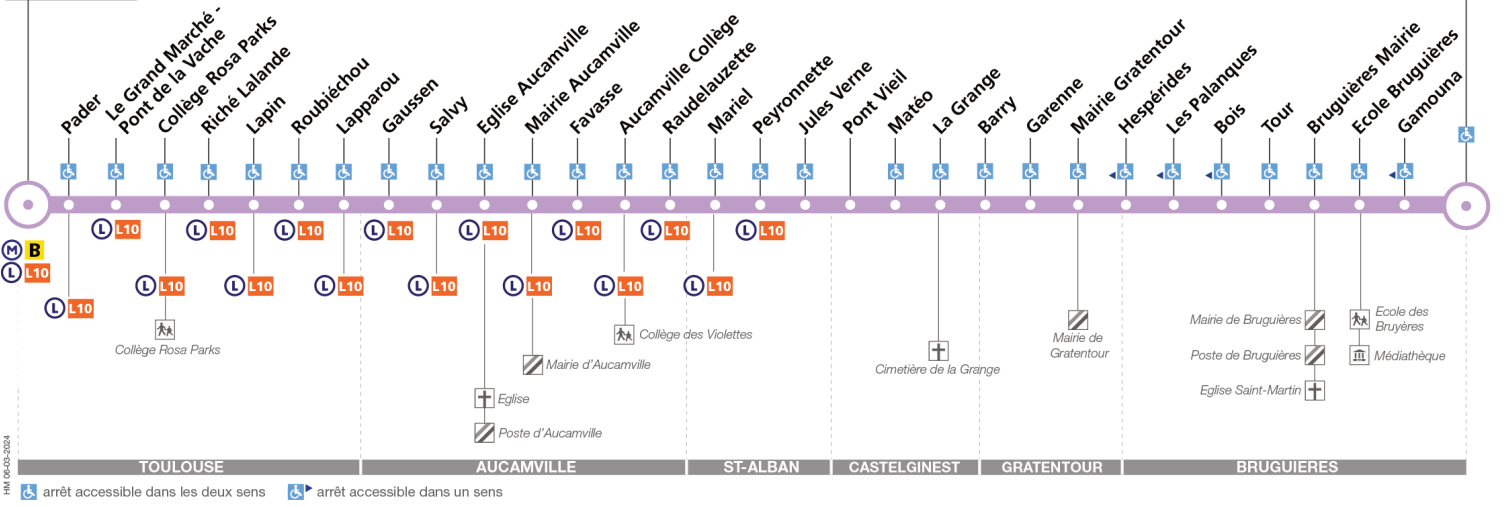 Pader
Le Grand Marché -
Pont de la Vache
Collège Rosa Parks
Riché Lalande
Lapin
Roubiéchou
Lapparou
Gaussen
Salvy
Eglise Aucamville
Mairie Aucamville
Favasse
Aucamville Collège
Raudelauzette
Mariel
Peyronnette
Jules Verne
Pont Vieil
Matéo
La Grange
Barry
Garenne
Mairie Gratentour
Hespérides
Les Palanques
Bois
Tour
Bruguières Mairie
Ecole Bruguières
Gamouna
L L10
L L10
L L10
L L10
L L10
L L10
L L10
L L10
M B
L L10
L L10
L L10
L L10
L L10
L L10
L L10
L L10
L L10
L L10
Collège Rosa Parks
Collège des Violettes
Mairie d'Aucamville
Eglise
Poste d'Aucamville
Cimetière de la Grange
Mairie de
Gratentour
Mairie de Bruguières
Poste de Bruguières
Eglise Saint-Martin
Ecole des
Bruyères
Médiathèque
TOULOUSE
AUCAMVILLE
ST-ALBAN
CASTELGINEST
GRATENTOUR
BRUGUIERES
HM 06-03-2024
arrêt accessible dans les deux sens
arrêt accessible dans un sens